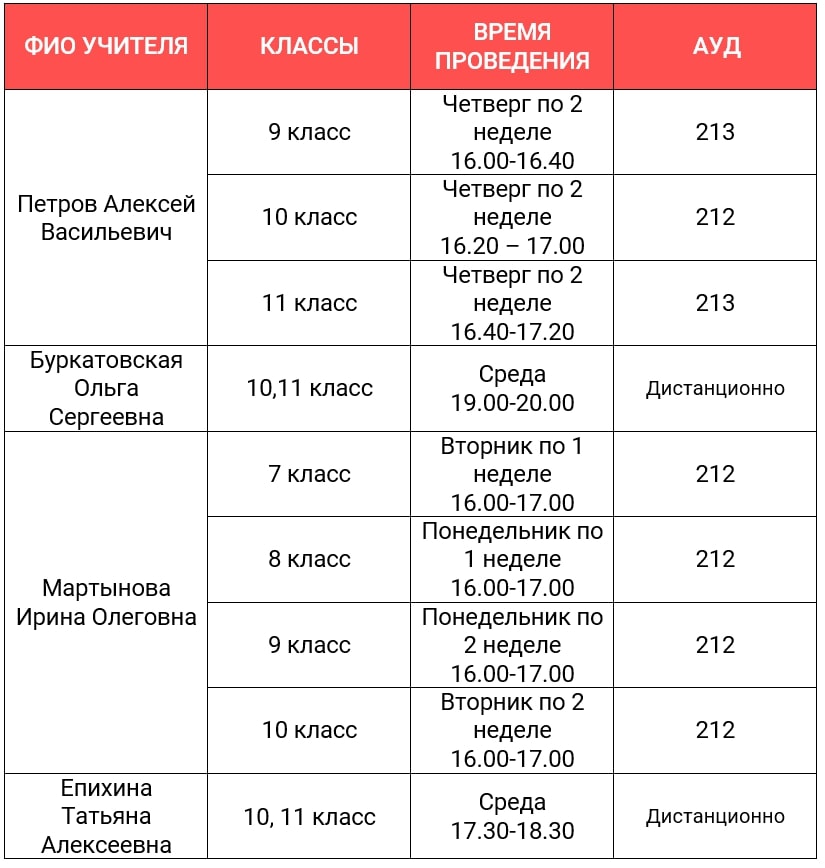 ФИО УЧИТЕЛЯ
КЛАССЫ
ВРЕМЯ
ПРОВЕДЕНИЯ
АУД
Петров Алексей
Васильевич
9 класс
Четверг по 2
неделе
16.00-16.40
213
10 класс
Четверг по 2
неделе
16.20 – 17.00
212
11 класс
Четверг по 2
неделе
16.40-17.20
213
Буркатовская
Ольга
Сергеевна
10,11 класс
Среда
19.00-20.00
Дистанционно
Мартынова
Ирина Олеговна
7 класс
Вторник по 1
неделе
16.00-17.00
212
8 класс
Понедельник по
1 неделе
16.00-17.00
212
9 класс
Понедельник по
2 неделе
16.00-17.00
212
10 класс
Вторник по 2
неделе
16.00-17.00
212
Епихина
Татьяна
Алексеевна
10, 11 класс
Среда
17.30-18.30
Дистанционно